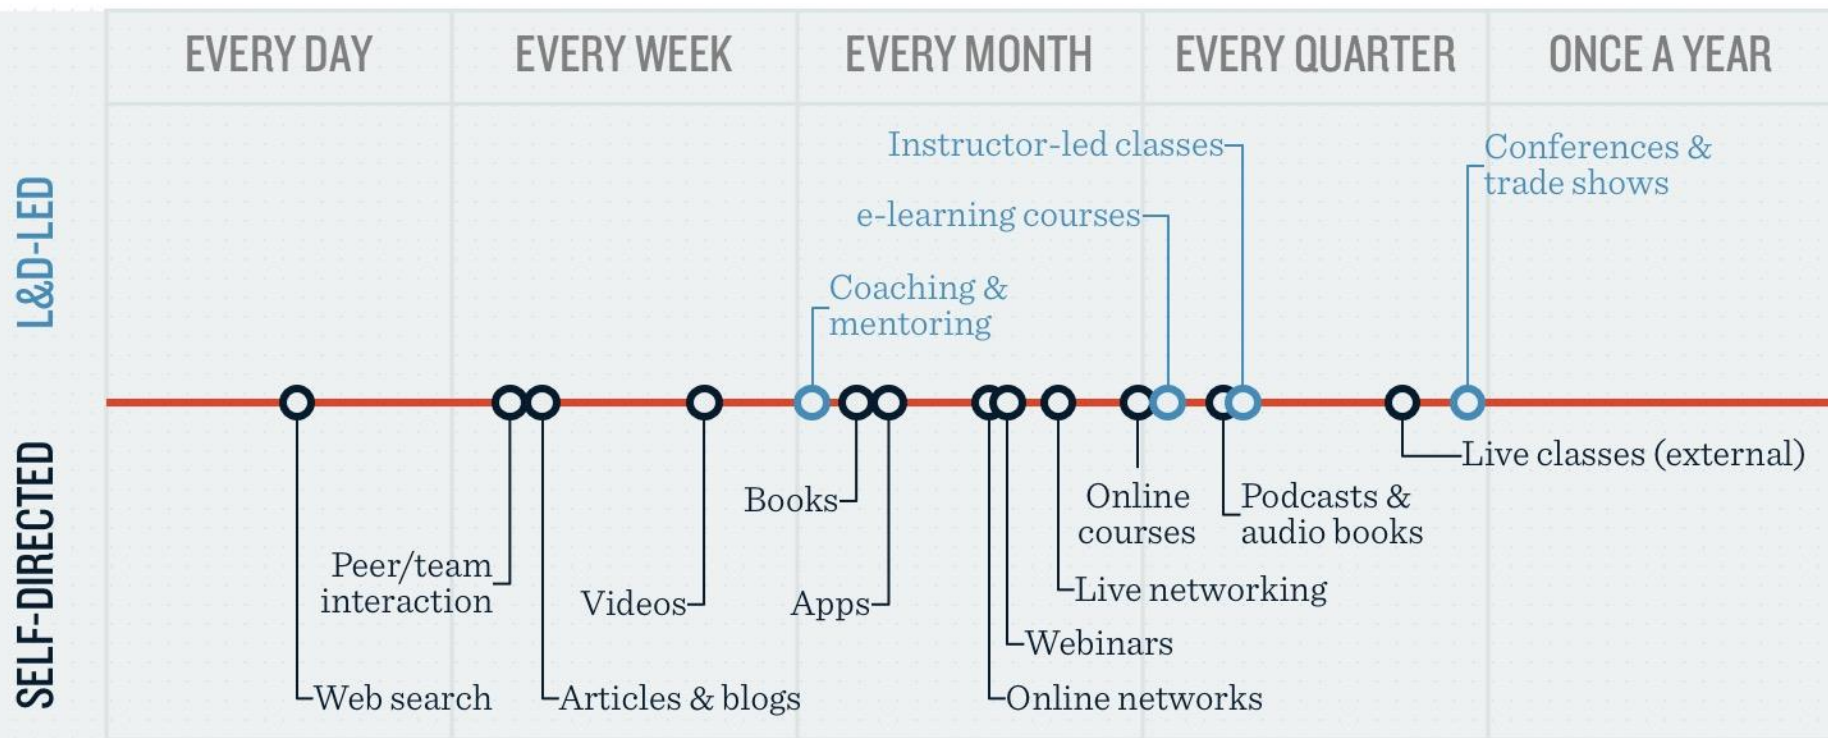 EVERY DAY
EVERY WEEK
EVERY MONTH
EVERY QUARTER
ONCE A YEAR
L&D-LED
Instructor-led classes
Conferences &
trade shows
e-learning courses
Coaching &
mentoring
SELF-DIRECTED
Live classes (external)
Books
Online
courses
Podcasts &
audio books
Peer/team
interaction
Videos
Apps
Live networking
Webinars
Web search
Articles & blogs
Online networks